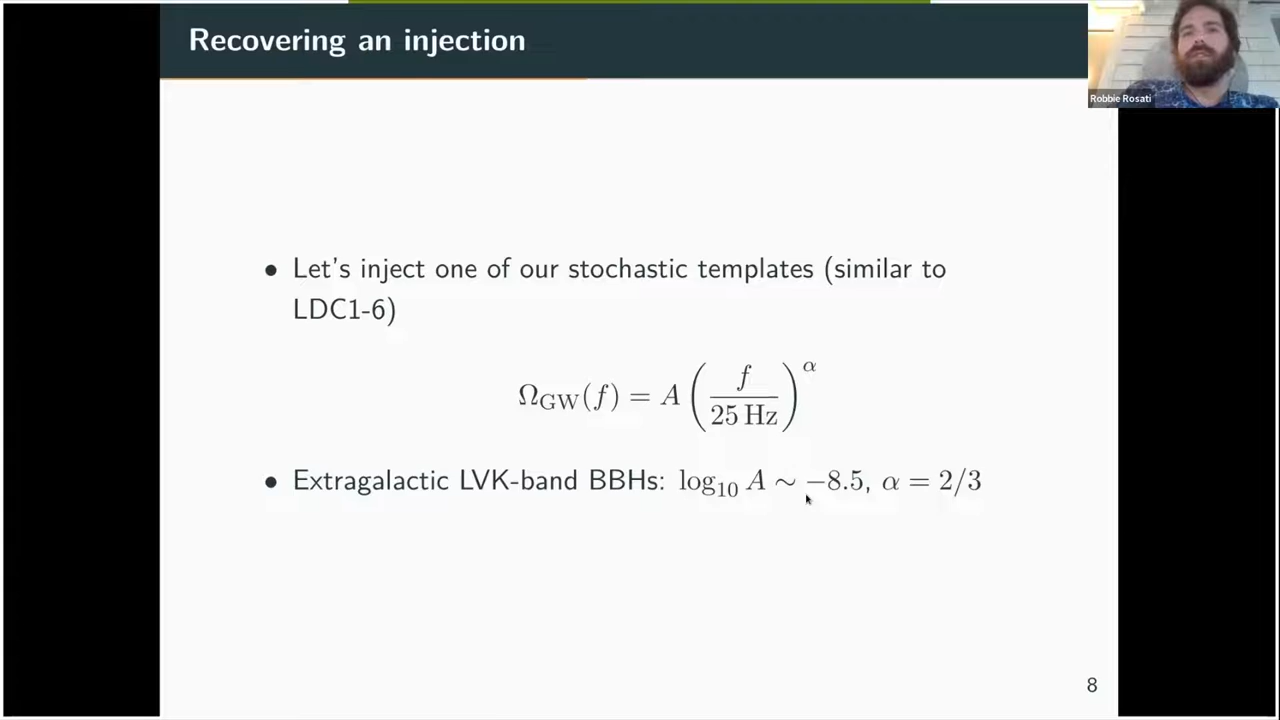 Recovering an injection
Robbie Rosati
• Let's inject one of our stochastic templates (similar to
LDC1-6)
Ω_GW(f) = A (f / 25 Hz)^α
• Extragalactic LVK-band BBHs: log₁₀ A ∼ −8.5, α = 2/3
8